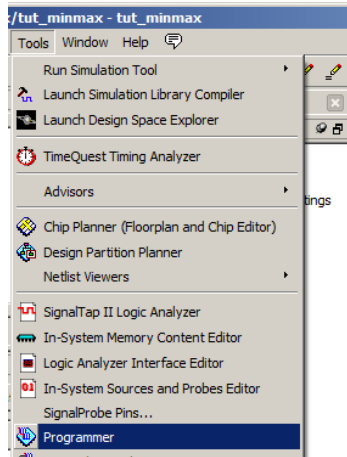 /tut_minmax - tut_minmax
Tools Window Help
Run Simulation Tool
Launch Simulation Library Compiler
Launch Design Space Explorer
TimeQuest Timing Analyzer
Advisors
tings
Chip Planner (Floorplan and Chip Editor)
Design Partition Planner
Netlist Viewers
SignalTap II Logic Analyzer
In-System Memory Content Editor
Logic Analyzer Interface Editor
In-System Sources and Probes Editor
SignalProbe Pins...
Programmer